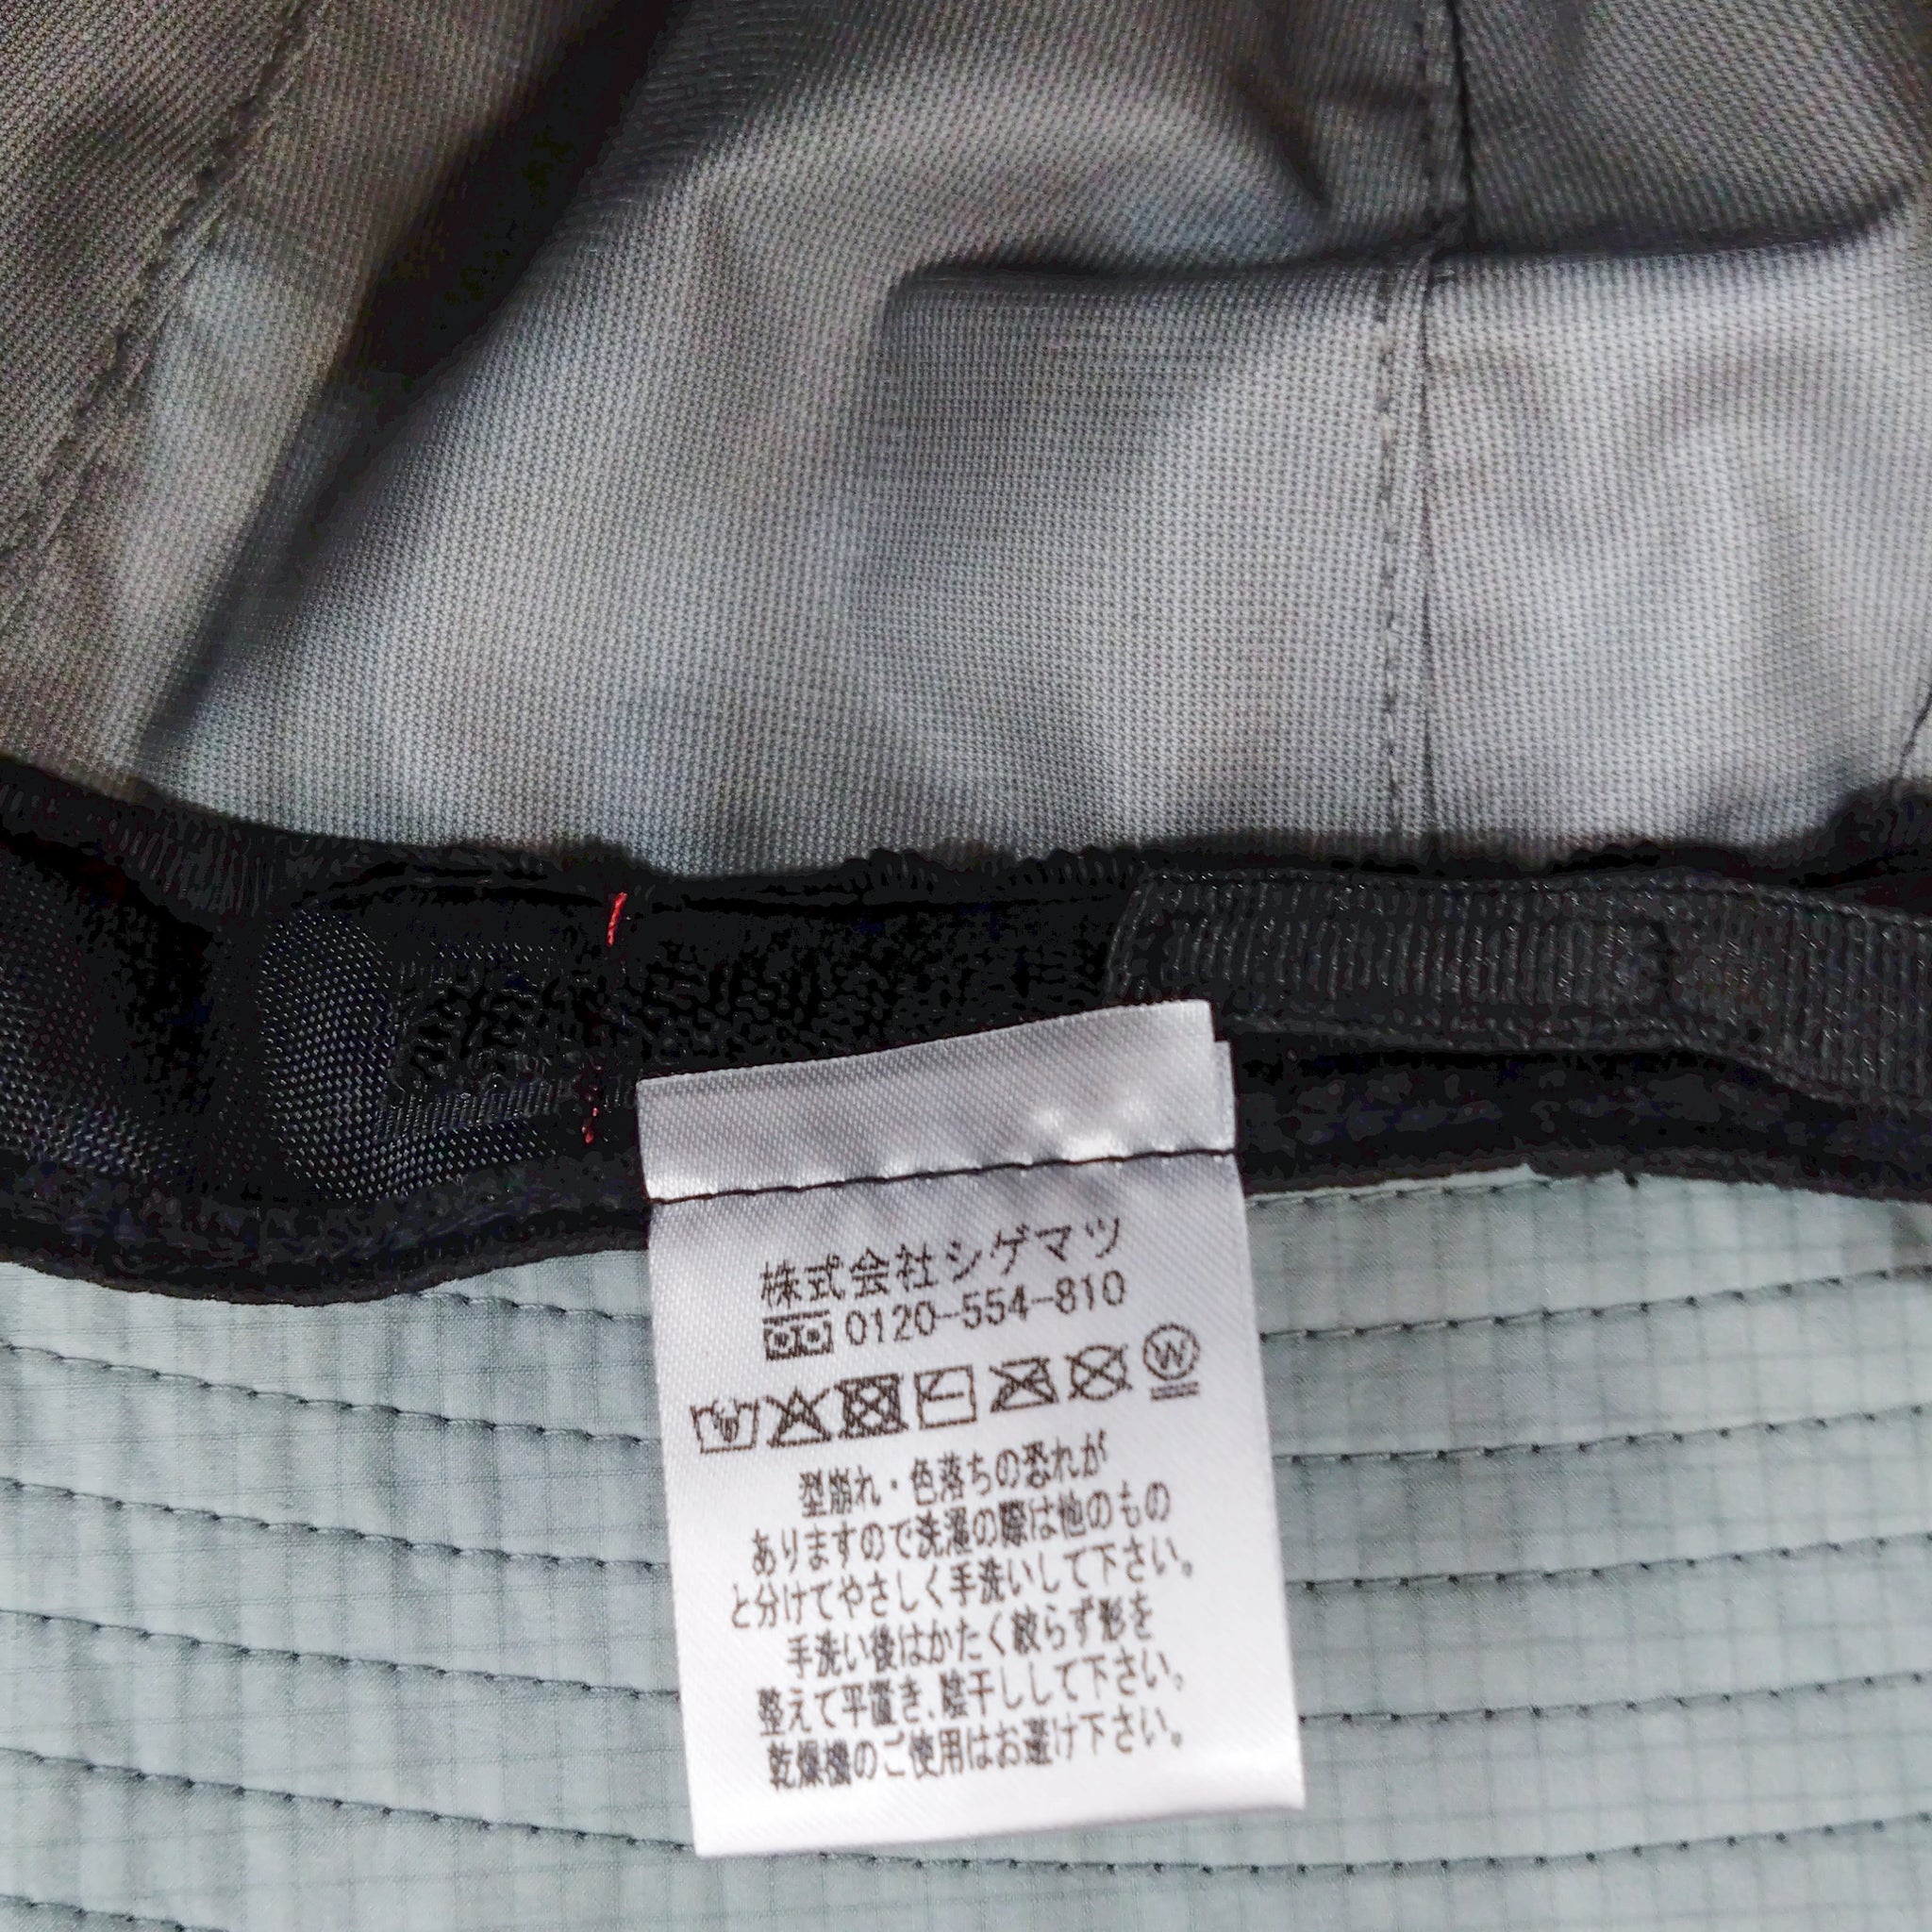 株式会社シゲマツ
0120-554-810
W
型崩れ・色落ちの恐れが
ありますので洗濯の際は他のもの
と分けてやさしく手洗いして下さい。
手洗い後はかたく絞らず形を
整えて平置き、陰干しして下さい。
乾燥機のご使用はお避け下さい。